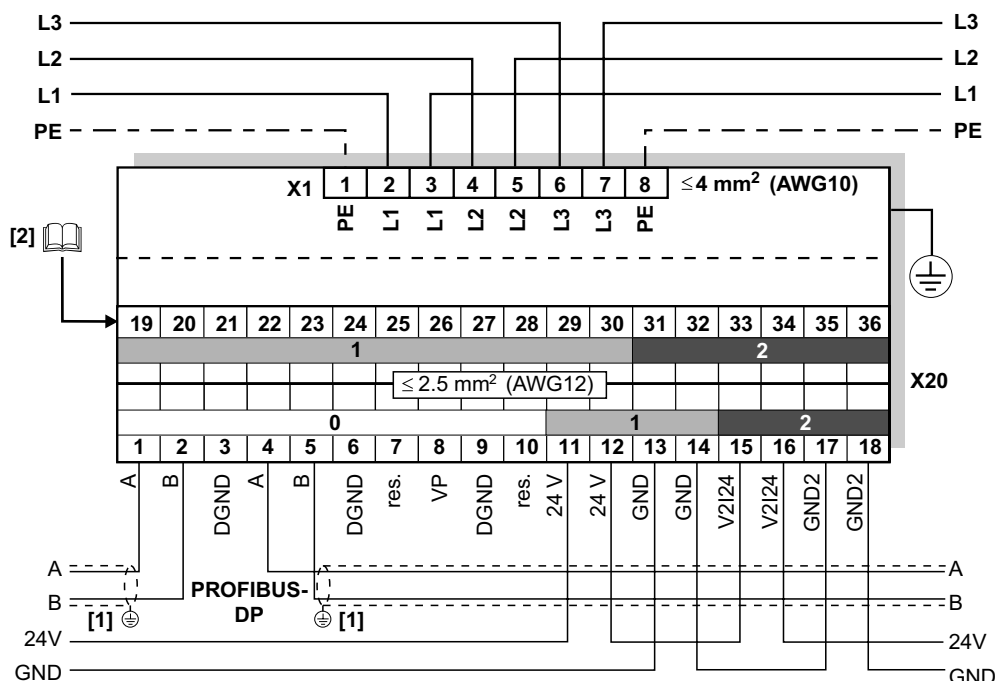 L3 L3
L2 L2
L1 L1
PE PE
X1 1 2 3 4 5 6 7 8 ≤4 mm² (AWG10)
PE L1 L1 L2 L2 L3 L3 PE
[2]
19 20 21 22 23 24 25 26 27 28 29 30 31 32 33 34 35 36
1 2
≤ 2.5 mm² (AWG12) X20
0 1 2
1 2 3 4 5 6 7 8 9 10 11 12 13 14 15 16 17 18
A B DGND A B DGND res. VP DGND res. 24 V 24 V GND GND V2I24 V2I24 GND2 GND2
A A
PROFIBUS-
B DP B
[1] [1]
24V 24V
GND GND